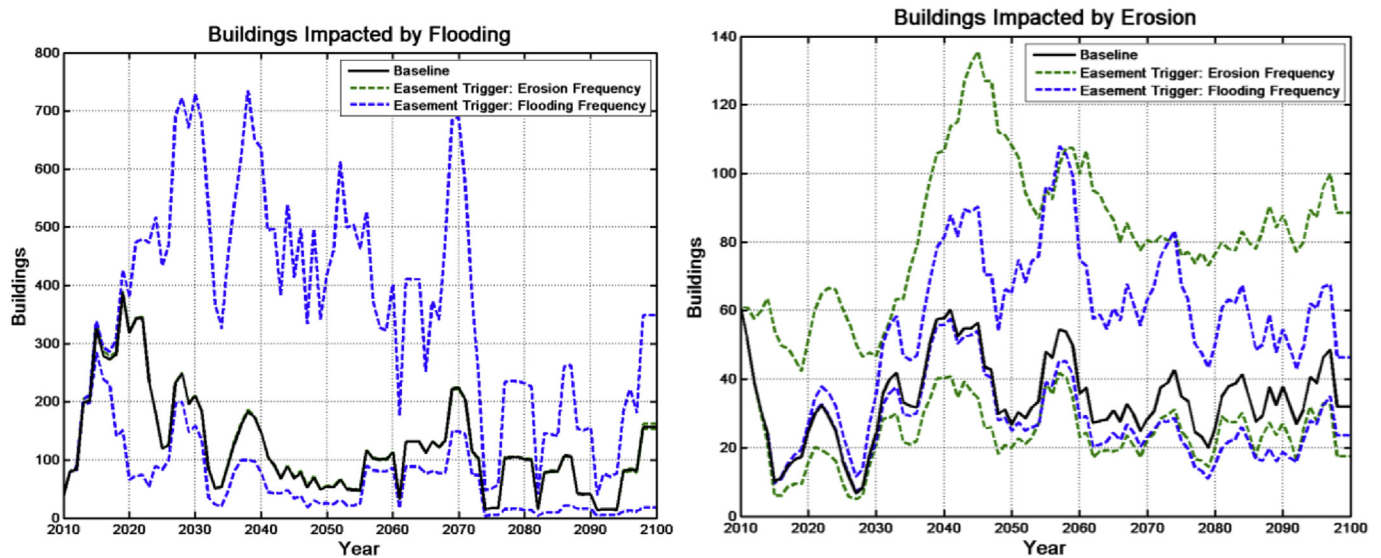 Buildings Impacted by Flooding
800
700
600
500
400
300
200
100
0
Buildings
2010 2020 2030 2040 2050 2060 2070 2080 2090 2100
Year
Baseline
Easement Trigger: Erosion Frequency
Easement Trigger: Flooding Frequency
Buildings Impacted by Erosion
140
120
100
80
60
40
20
0
Buildings
2010 2020 2030 2040 2050 2060 2070 2080 2090 2100
Year
Baseline
Easement Trigger: Erosion Frequency
Easement Trigger: Flooding Frequency